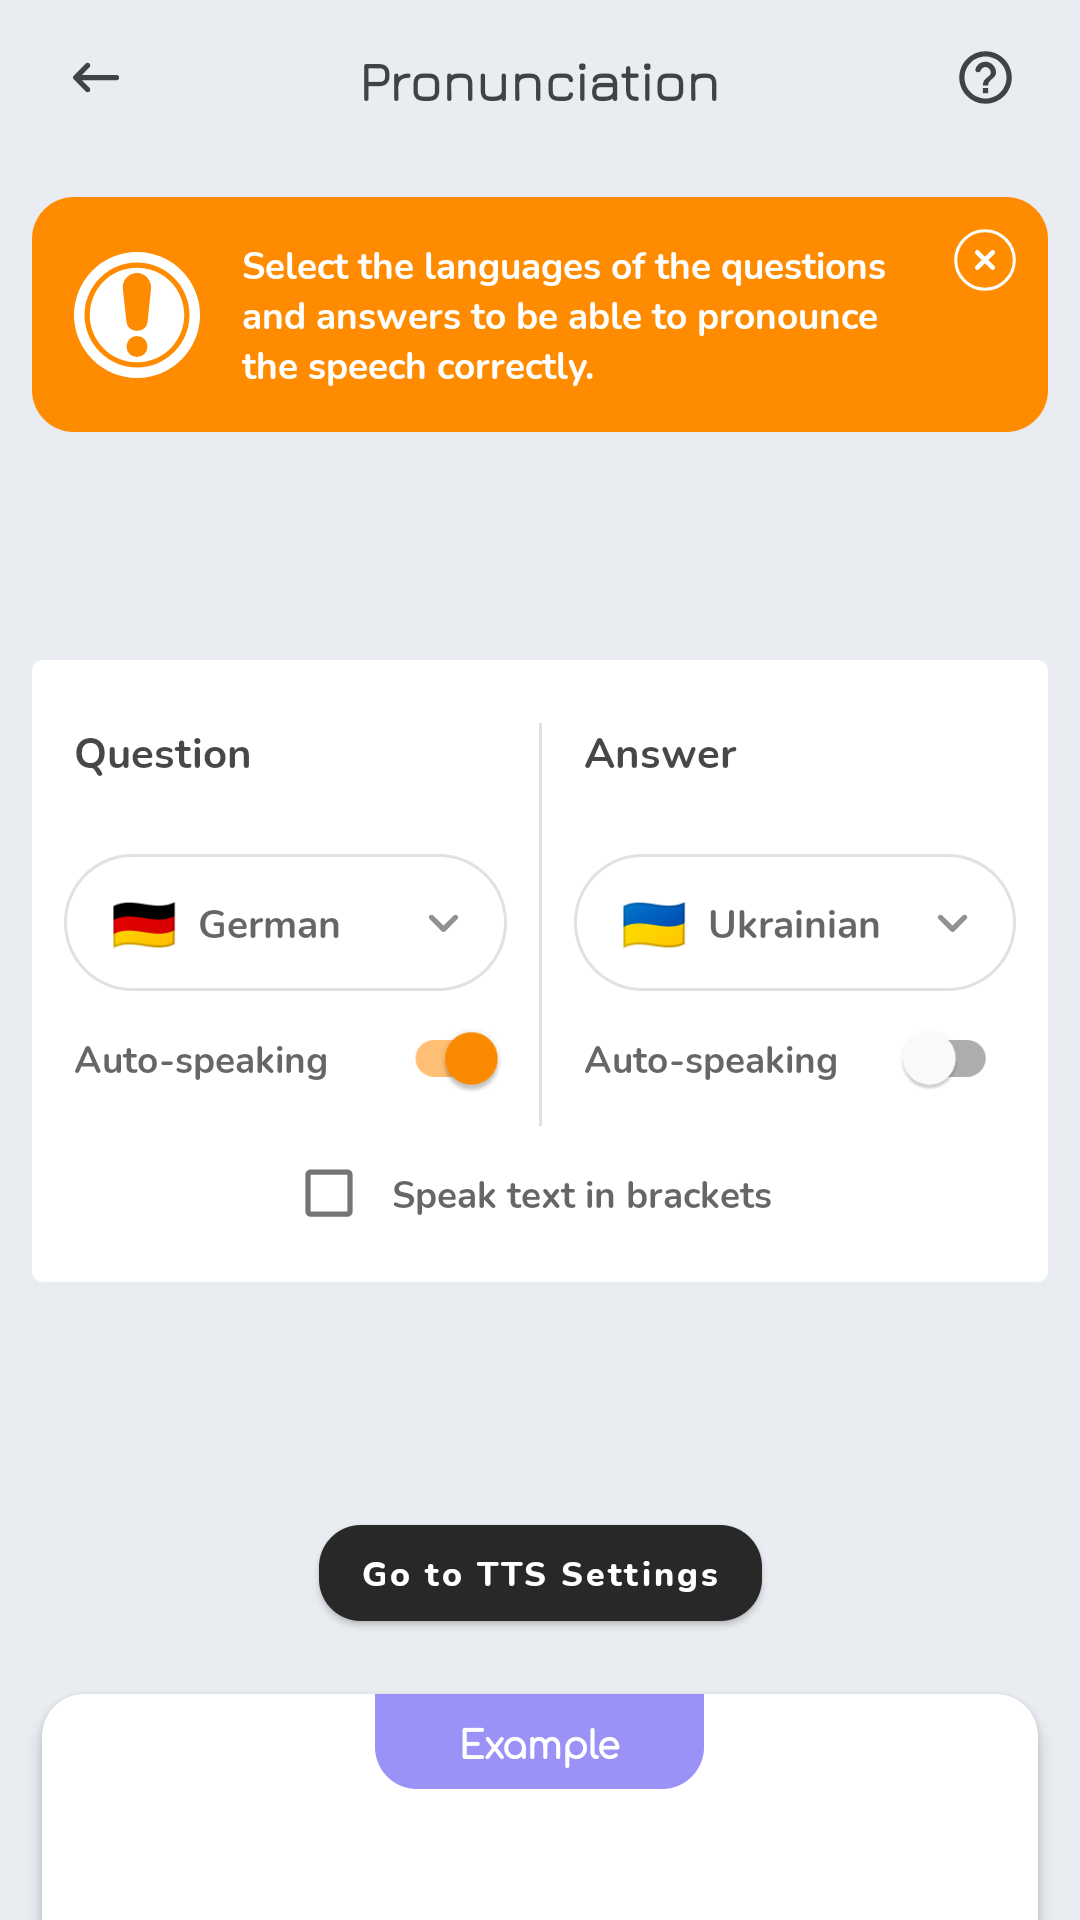 Pronunciation
Select the languages of the questions
and answers to be able to pronounce
the speech correctly.
Question
Answer
German
Ukrainian
Auto-speaking
Auto-speaking
Speak text in brackets
Go to TTS Settings
Example